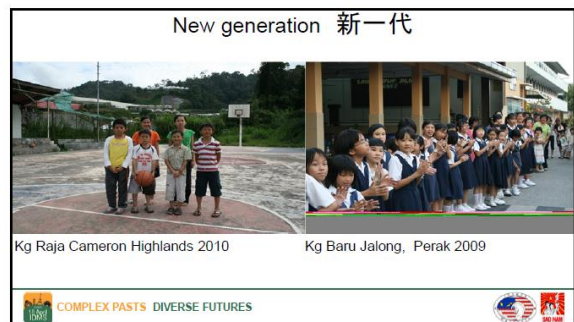 New generation 新一代
Kg Raja Cameron Highlands 2010
Kg Baru Jalong, Perak 2009
COMPLEX PASTS DIVERSE FUTURES